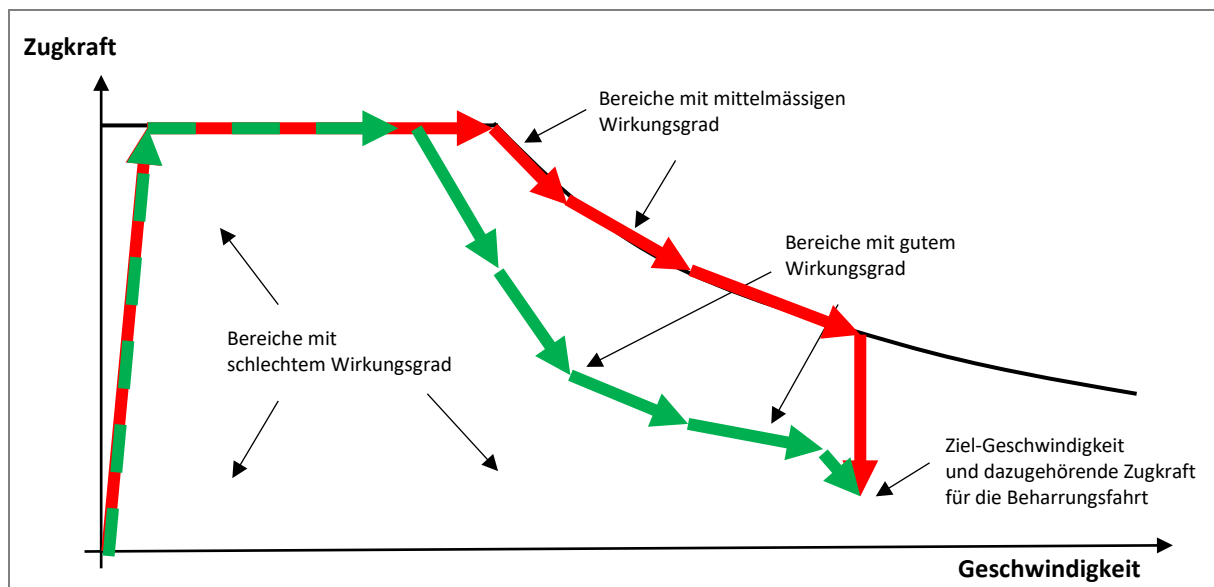 Zugkraft
Bereiche mit mittelmässigen
Wirkungsgrad
Bereiche mit gutem
Wirkungsgrad
Bereiche mit
schlechtem Wirkungsgrad
Ziel-Geschwindigkeit
und dazugehörende Zugkraft
für die Beharrungsfahrt
Geschwindigkeit